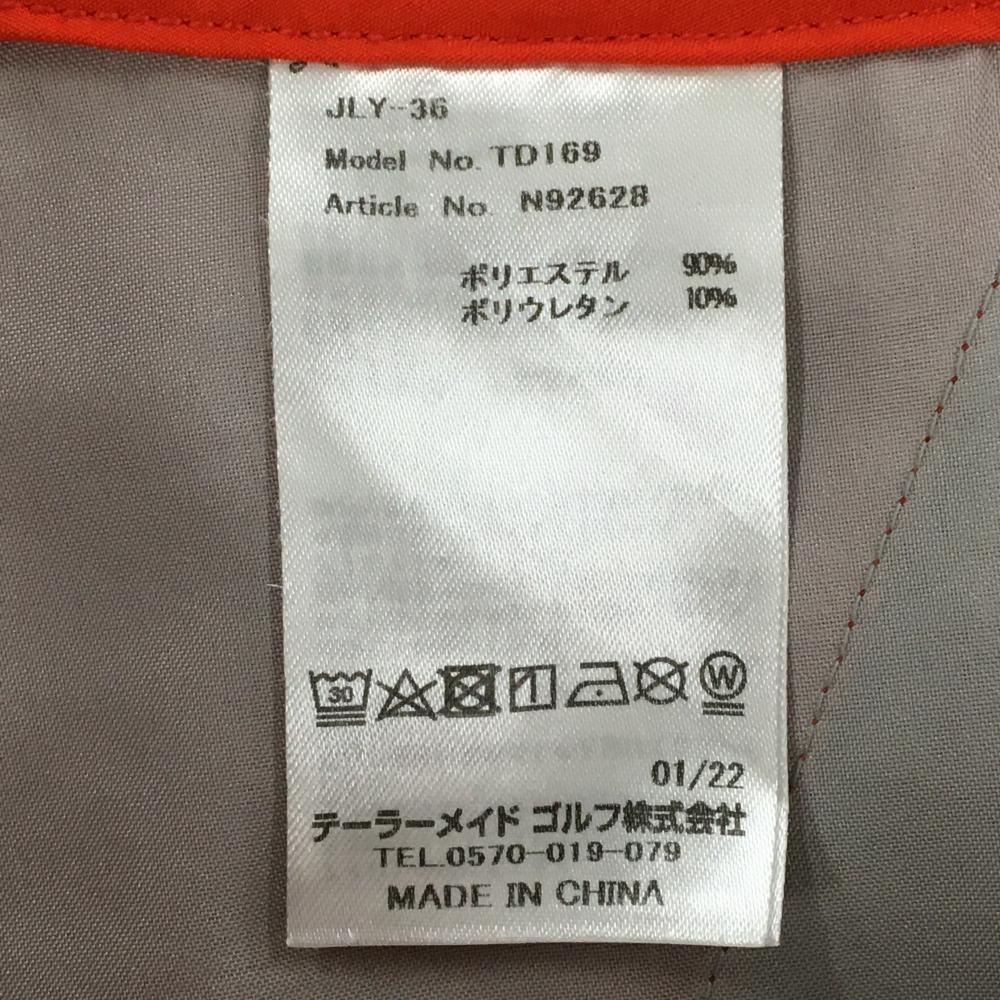 JLY-36
Model No. TD169
Article No. N92628
ポリエステル 90%
ポリウレタン 10%
30
W
01/22
テーラーメイド ゴルフ株式会社
TEL.0570-019-079
MADE IN CHINA